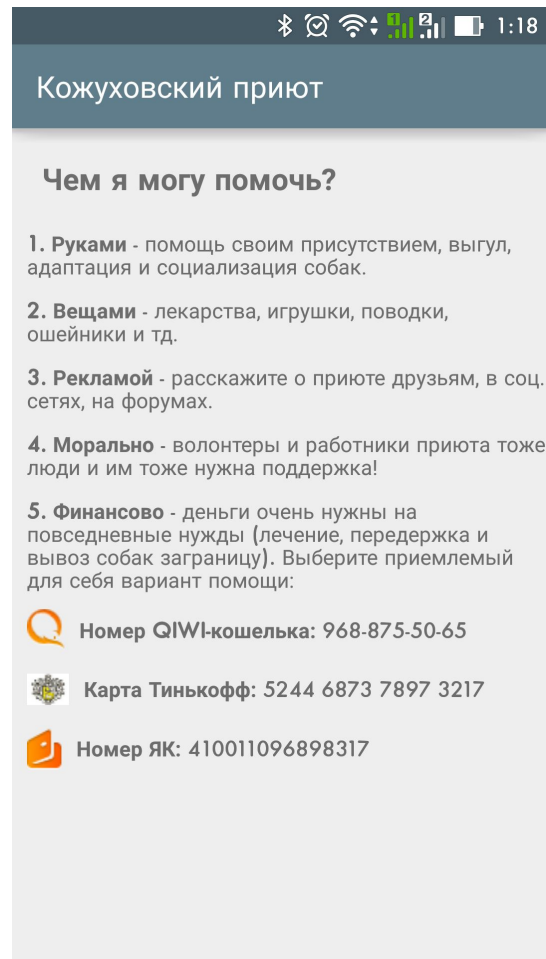 1 2 1:18
Кожуховский приют
Чем я могу помочь?
1. Руками - помощь своим присутствием, выгул,
адаптация и социализация собак.
2. Вещами - лекарства, игрушки, поводки,
ошейники и тд.
3. Рекламой - расскажите о приюте друзьям, в соц.
сетях, на форумах.
4. Морально - волонтеры и работники приюта тоже
люди и им тоже нужна поддержка!
5. Финансово - деньги очень нужны на
повседневные нужды (лечение, передержка и
вывоз собак заграницу). Выберите приемлемый
для себя вариант помощи:
Номер QIWI-кошелька: 968-875-50-65
Карта Тинькофф: 5244 6873 7897 3217
Номер ЯК: 410011096898317